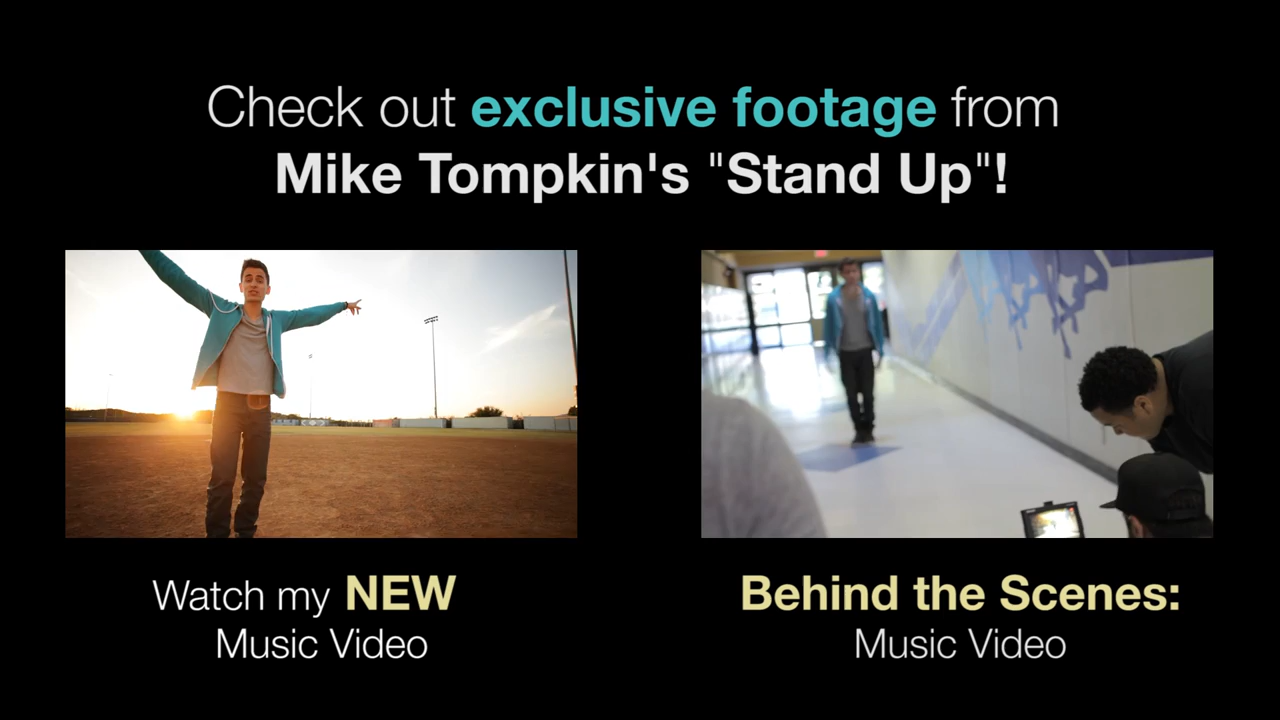 Check out exclusive footage from
Mike Tompkin's "Stand Up"!
Watch my NEW
Music Video
Behind the Scenes:
Music Video